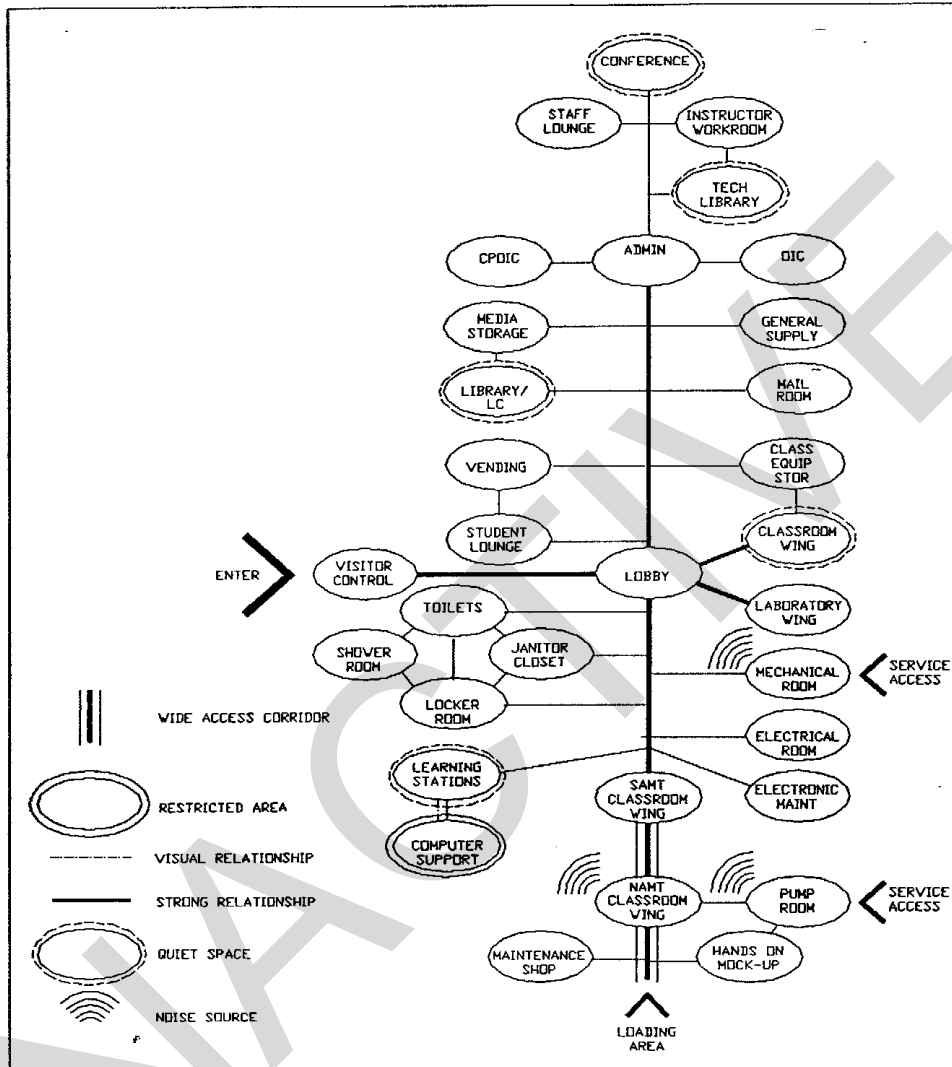 CONFERENCE
STAFF
LOUNGE
INSTRUCTOR
WORKROOM
TECH
LIBRARY
CPOIC
ADMIN
OIC
MEDIA
STORAGE
GENERAL
SUPPLY
LIBRARY/
LC
MAIL
ROOM
VENDING
CLASS
EQUIP
STOR
STUDENT
LOUNGE
CLASSROOM
WING
ENTER
VISITOR
CONTROL
LOBBY
TOILETS
LABORATORY
WING
SHOWER
ROOM
JANITOR
CLOSET
MECHANICAL
ROOM
SERVICE
ACCESS
LOCKER
ROOM
WIDE ACCESS CORRIDOR
ELECTRICAL
ROOM
LEARNING
STATIONS
SAMT
CLASSROOM
WING
ELECTRONIC
MAINT
RESTRICTED AREA
COMPUTER
SUPPORT
VISUAL RELATIONSHIP
STRONG RELATIONSHIP
NAMT
CLASSROOM
WING
PUMP
ROOM
SERVICE
ACCESS
QUIET SPACE
MAINTENANCE
SHOP
HANDS ON
MOCK-UP
NOISE SOURCE
LOADING
AREA
INACTIVE